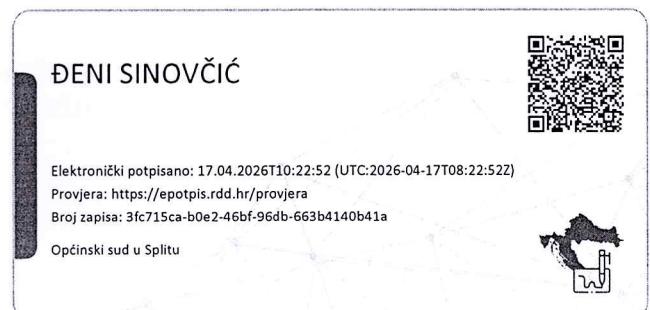 ĐENI SINOVČIĆ
Elektronički potpisano: 17.04.2026T10:22:52 (UTC:2026-04-17T08:22:52Z)
Provjera: https://epotpis.rdd.hr/provjera
Broj zapisa: 3fc715ca-b0e2-46bf-96db-663b4140b41a
Općinski sud u Splitu